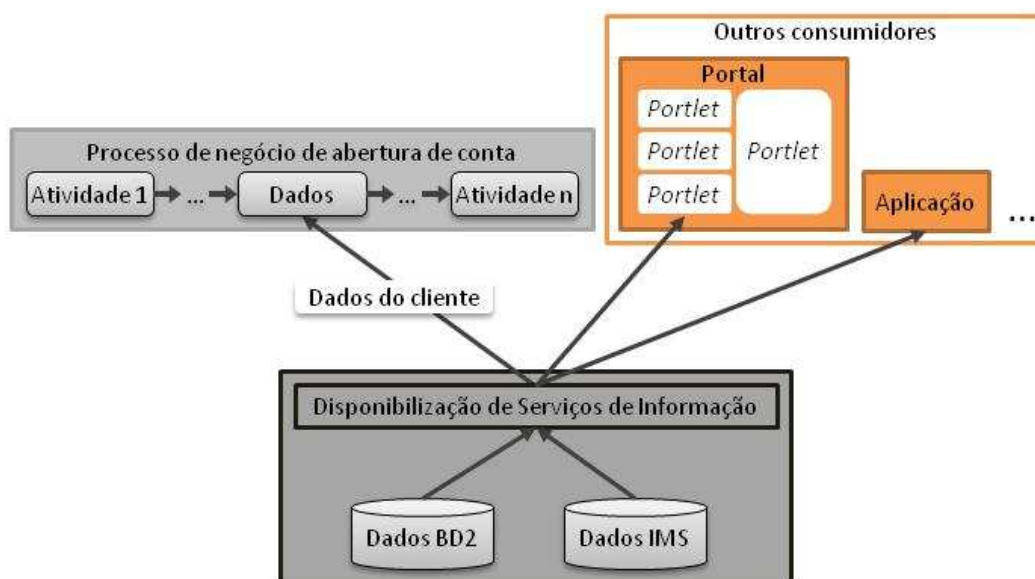 Outros consumidores
Portal
Portlet
Portlet
Portlet
Portlet
Aplicação
...
Processo de negócio de abertura de conta
Atividade 1
...
Dados
...
Atividade n
Dados do cliente
Disponibilização de Serviços de Informação
Dados BD2
Dados IMS